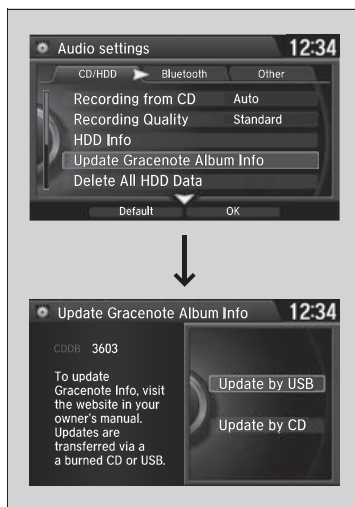 Audio settings 12:34
CD/HDD Bluetooth Other
Recording from CD Auto
Recording Quality Standard
HDD Info
Update Gracenote Album Info
Delete All HDD Data
Default OK
Update Gracenote Album Info 12:34
CDDB 3603
To update
Gracenote Info, visit
the website in your
owner's manual.
Updates are
transferred via a
a burned CD or USB.
Update by USB
Update by CD